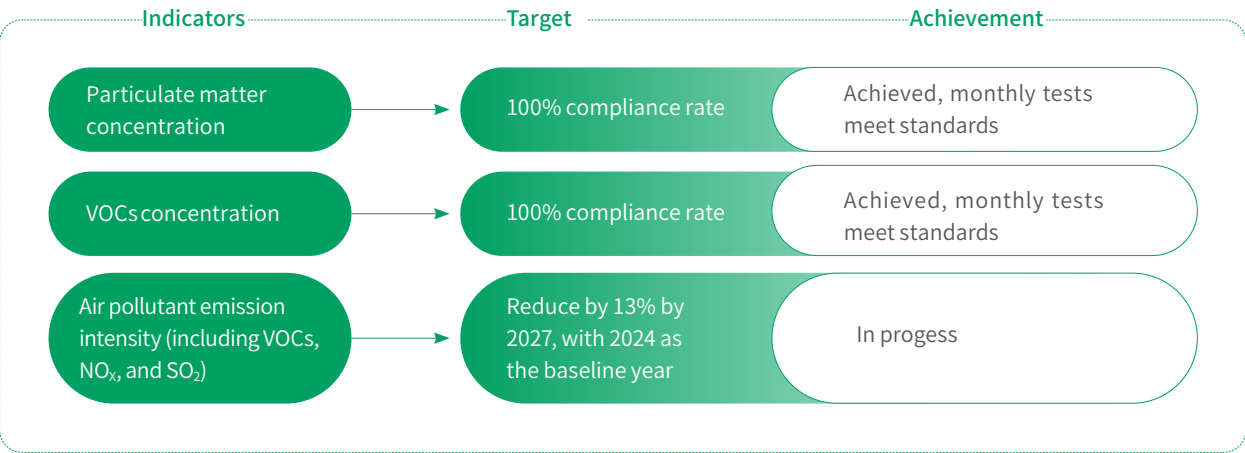 Indicators
Target
Achievement
Particulate matter
concentration
100% compliance rate
Achieved, monthly tests
meet standards
VOCs concentration
100% compliance rate
Achieved, monthly tests
meet standards
Air pollutant emission
intensity (including VOCs,
NOₓ, and SO₂)
Reduce by 13% by
2027, with 2024 as
the baseline year
In progess